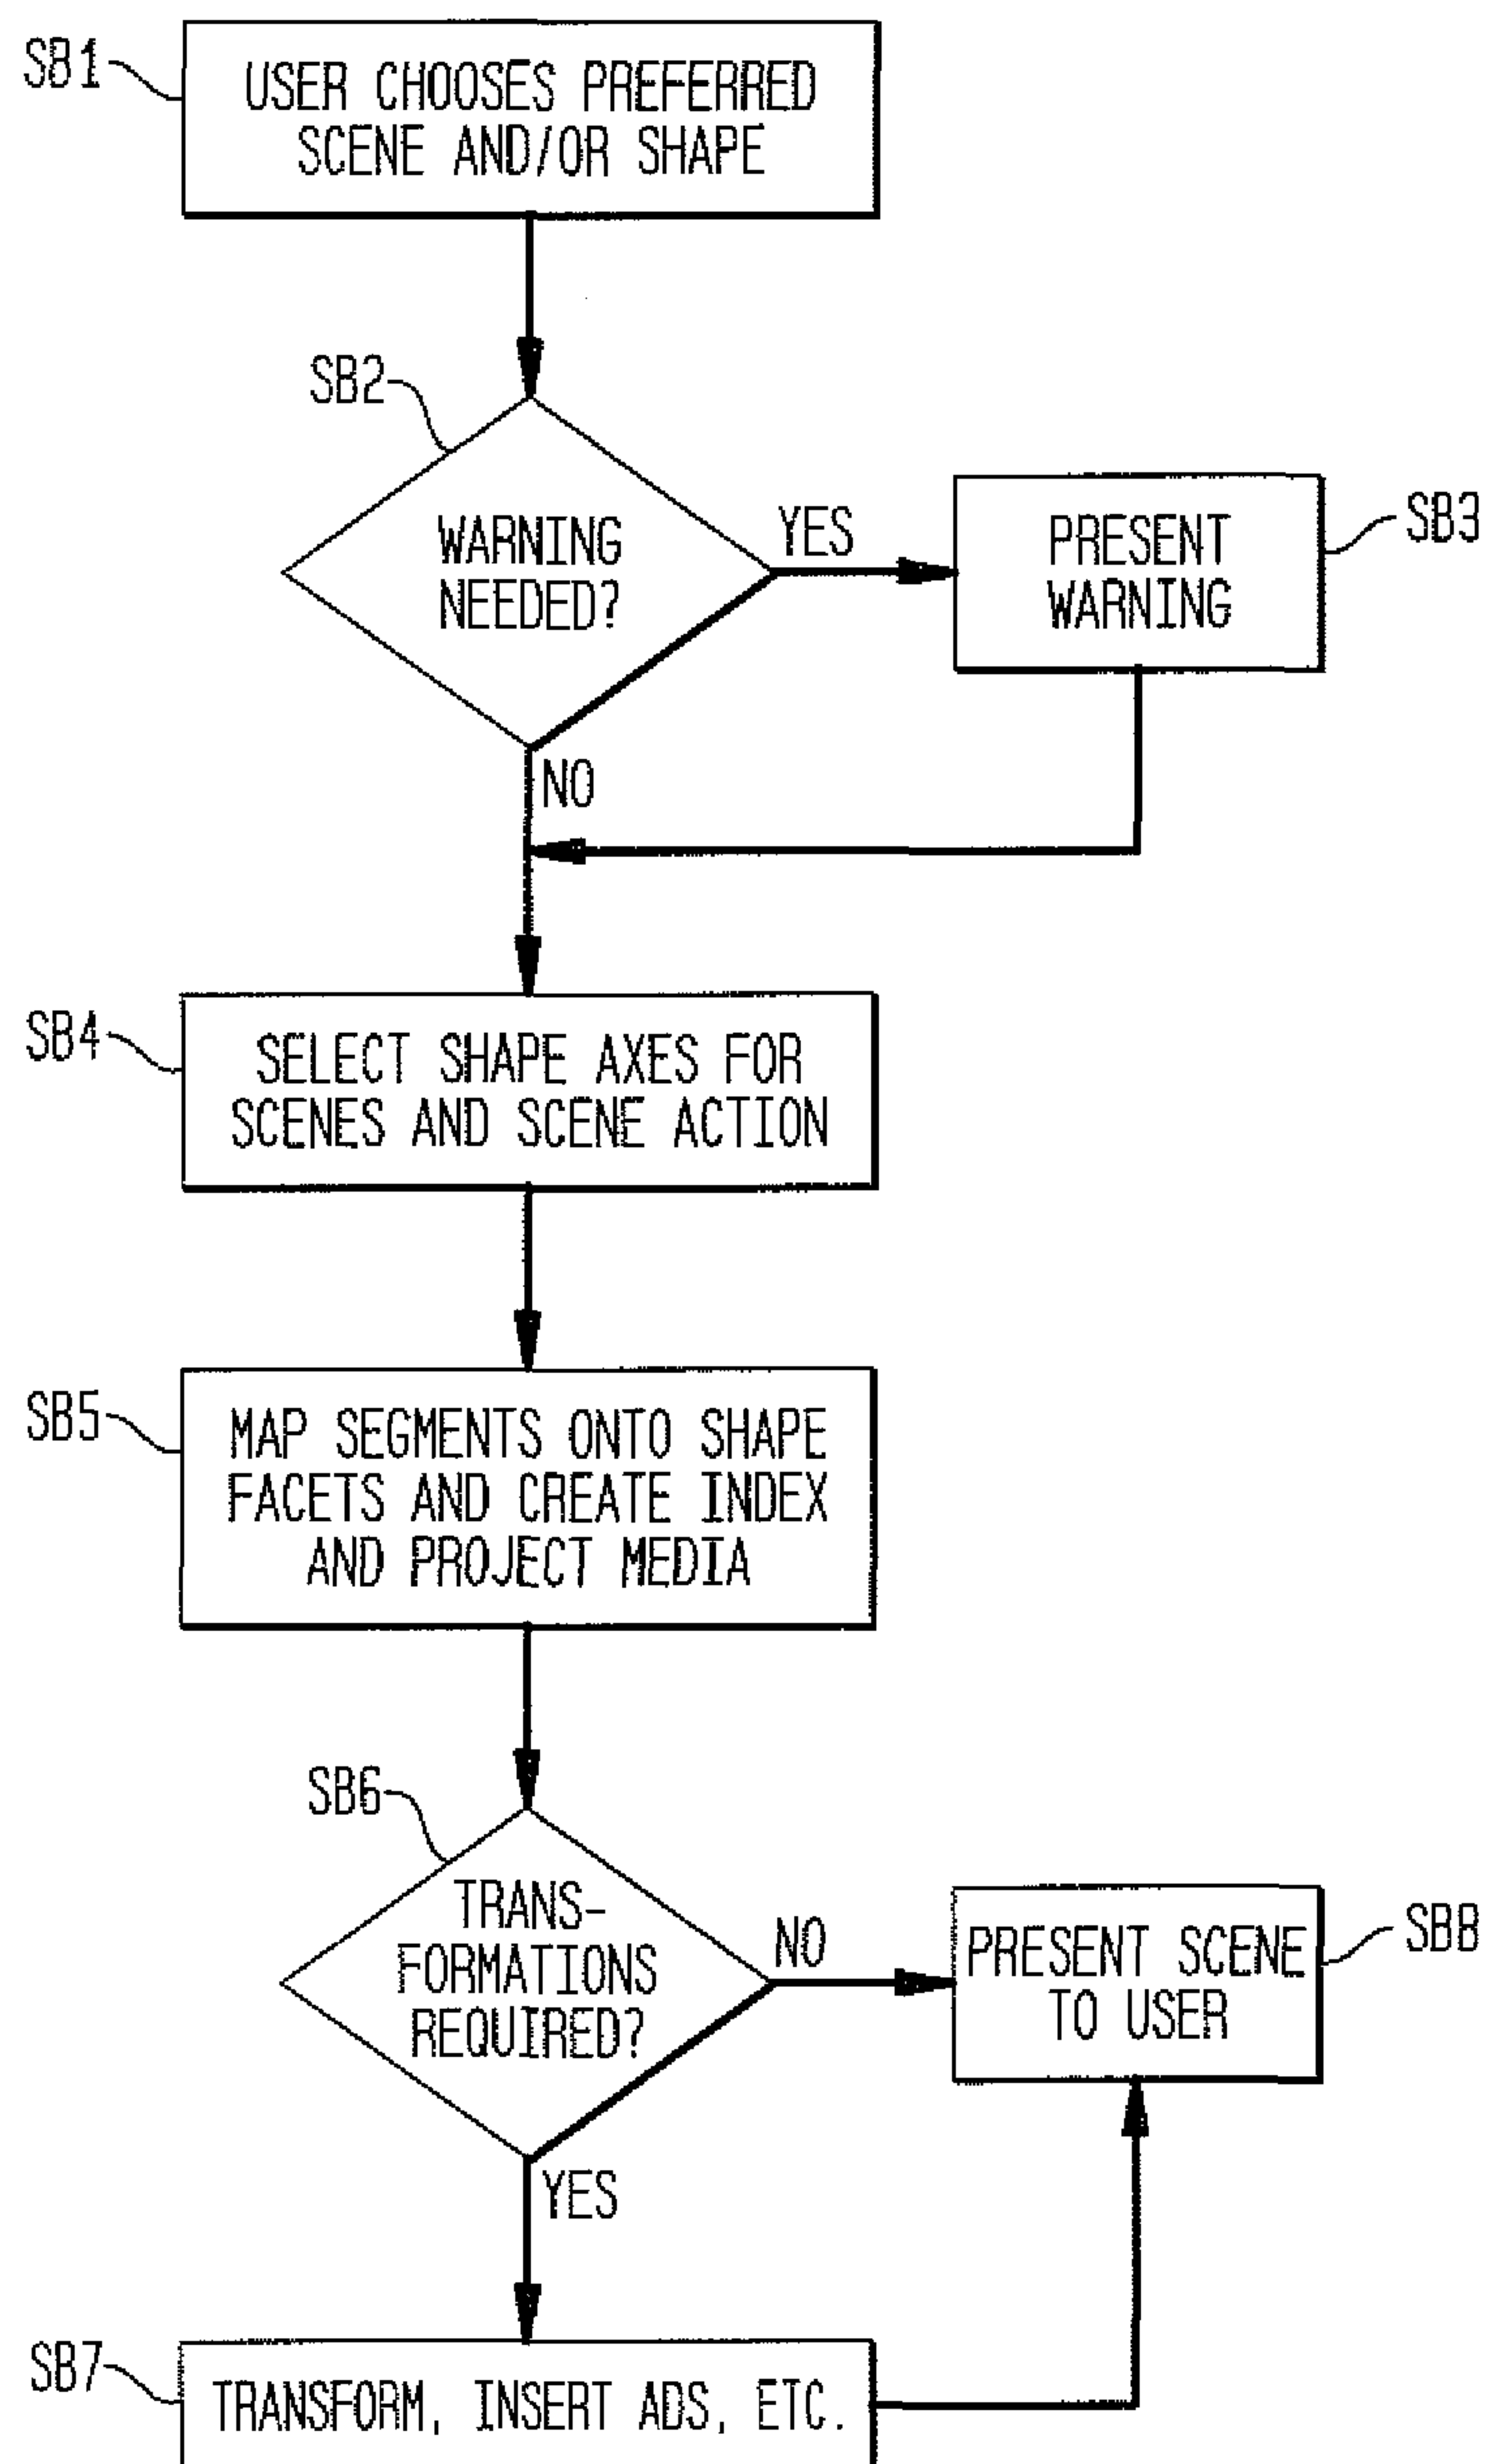 SB1
USER CHOOSES PREFERRED
SCENE AND/OR SHAPE
SB2
WARNING
NEEDED?
YES
PRESENT
WARNING
SB3
NO
SB4
SELECT SHAPE AXES FOR
SCENES AND SCENE ACTION
SB5
MAP SEGMENTS ONTO SHAPE
FACETS AND CREATE INDEX
AND PROJECT MEDIA
SB6
TRANS-
FORMATIONS
REQUIRED?
NO
PRESENT SCENE
TO USER
SB8
YES
SB7
TRANSFORM, INSERT ADS, ETC.